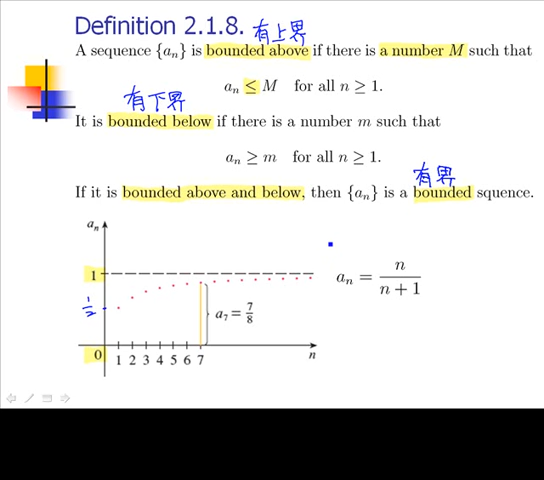 Definition 2.1.8. 有上界
A sequence {aₙ} is bounded above if there is a number M such that
aₙ ≤ M for all n ≥ 1.
有下界
It is bounded below if there is a number m such that
aₙ ≥ m for all n ≥ 1.
有界
If it is bounded above and below, then {aₙ} is a bounded squence.
aₙ
1
aₙ = n/(n + 1)
1/2
a₇ = 7/8
0
1 2 3 4 5 6 7
n